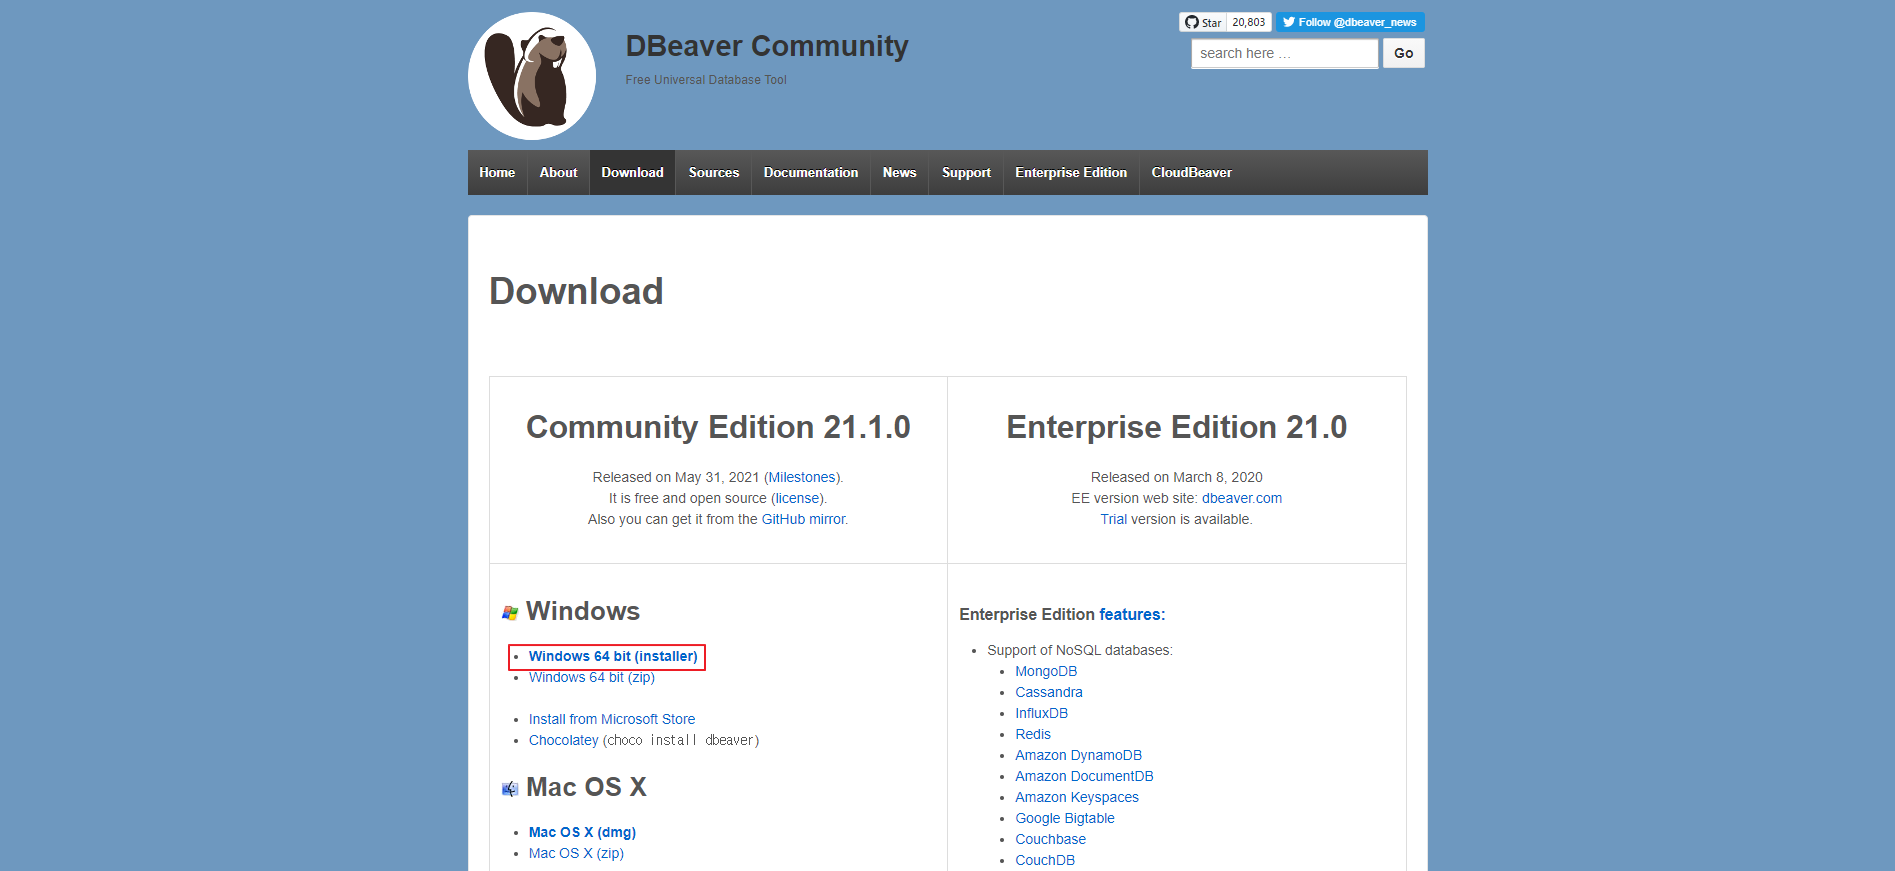 DBeaver Community
Free Universal Database Tool
Star 20,803 Follow @dbeaver_news
search here ... Go
Home About Download Sources Documentation News Support Enterprise Edition CloudBeaver
Download
Community Edition 21.1.0
Released on May 31, 2021 (Milestones).
It is free and open source (license).
Also you can get it from the GitHub mirror.
Enterprise Edition 21.0
Released on March 8, 2020
EE version web site: dbeaver.com
Trial version is available.
Windows
Windows 64 bit (installer)
Windows 64 bit (zip)
Install from Microsoft Store
Chocolatey (choco install dbeaver)
Mac OS X
Mac OS X (dmg)
Mac OS X (zip)
Enterprise Edition features:
Support of NoSQL databases:
MongoDB
Cassandra
InfluxDB
Redis
Amazon DynamoDB
Amazon DocumentDB
Amazon Keyspaces
Google Bigtable
Couchbase
CouchDB